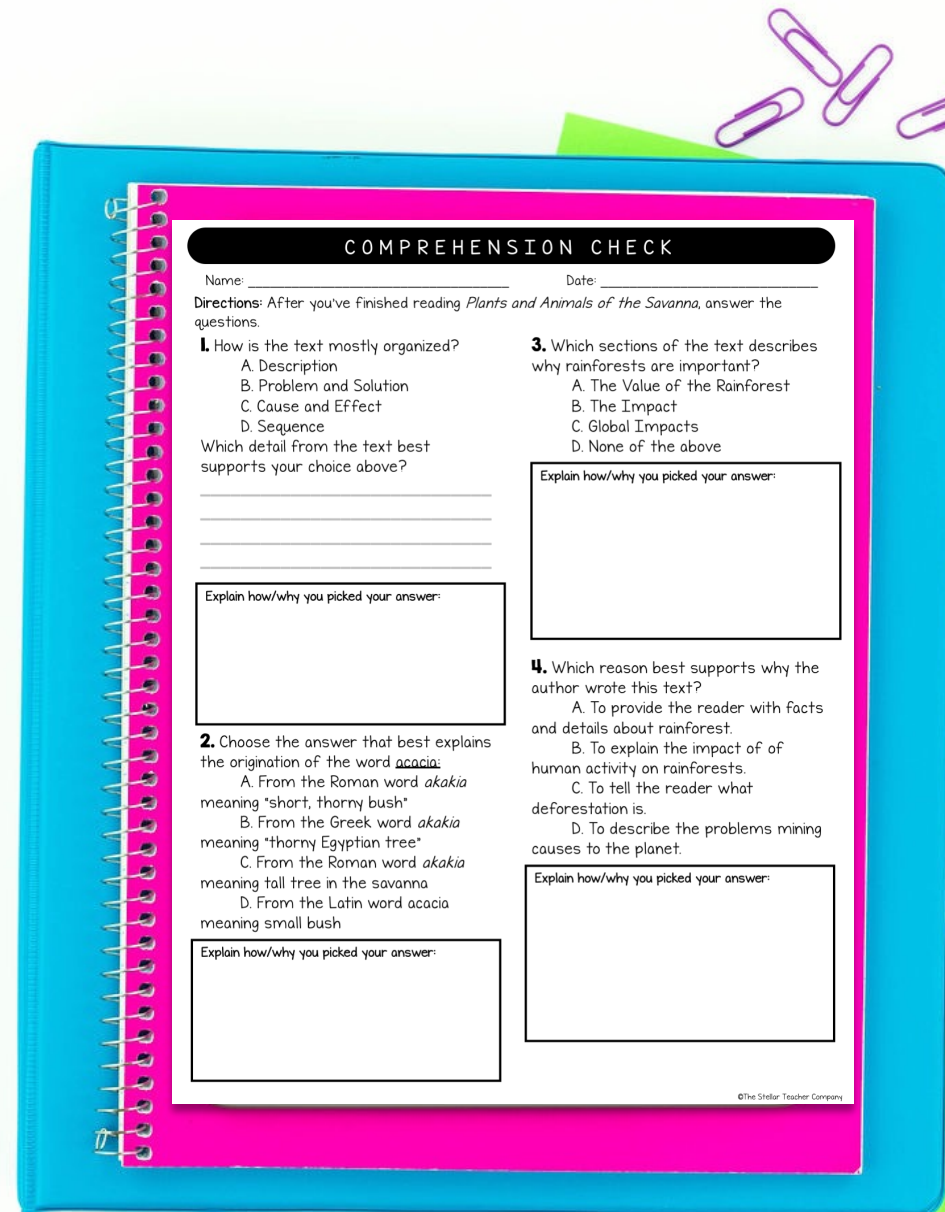 COMPREHENSION CHECK
Name: ______________________________ Date: _________________________
Directions: After you've finished reading Plants and Animals of the Savanna, answer the
questions.
1. How is the text mostly organized?
A. Description
B. Problem and Solution
C. Cause and Effect
D. Sequence
Which detail from the text best
supports your choice above?
Explain how/why you picked your answer:
2. Choose the answer that best explains
the origination of the word acacia:
A. From the Roman word akakia
meaning "short, thorny bush"
B. From the Greek word akakia
meaning "thorny Egyptian tree"
C. From the Roman word akakia
meaning tall tree in the savanna
D. From the Latin word acacia
meaning small bush
Explain how/why you picked your answer:
3. Which sections of the text describes
why rainforests are important?
A. The Value of the Rainforest
B. The Impact
C. Global Impacts
D. None of the above
Explain how/why you picked your answer:
4. Which reason best supports why the
author wrote this text?
A. To provide the reader with facts
and details about rainforest.
B. To explain the impact of of
human activity on rainforests.
C. To tell the reader what
deforestation is.
D. To describe the problems mining
causes to the planet.
Explain how/why you picked your answer:
©The Stellar Teacher Company